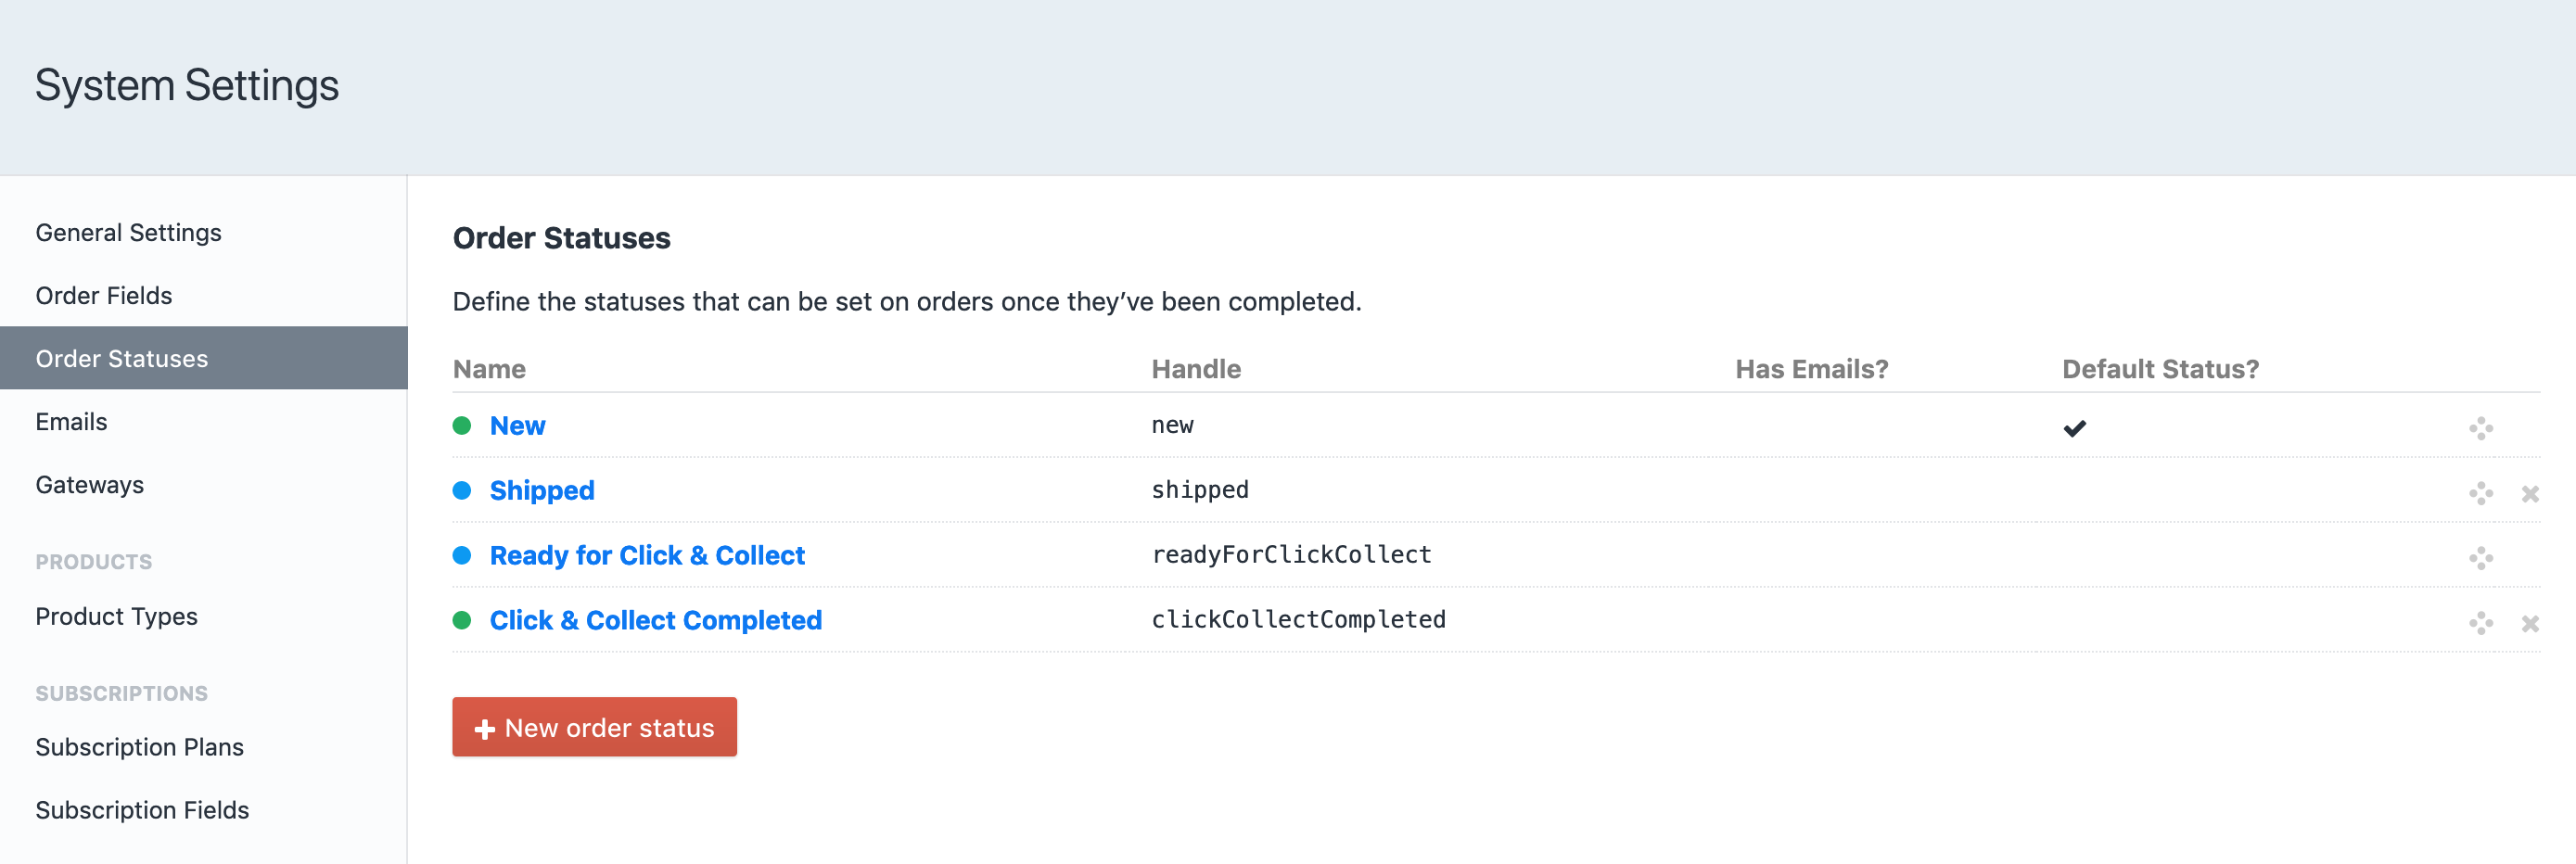 System Settings
General Settings
Order Fields
Order Statuses
Emails
Gateways
PRODUCTS
Product Types
SUBSCRIPTIONS
Subscription Plans
Subscription Fields
Order Statuses
Define the statuses that can be set on orders once they’ve been completed.
Name Handle Has Emails? Default Status?
New new
Shipped shipped
Ready for Click & Collect readyForClickCollect
Click & Collect Completed clickCollectCompleted
New order status